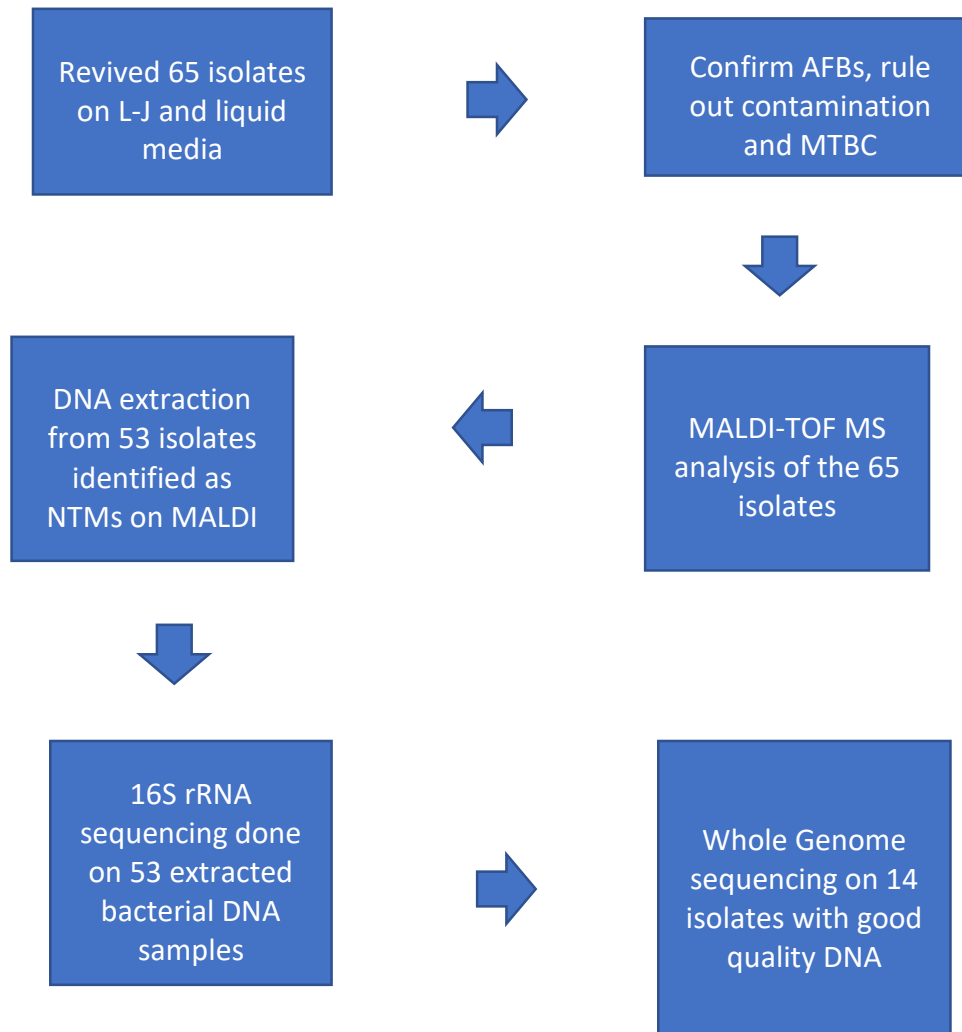 Revived 65 isolates
on L-J and liquid
media
Confirm AFBs, rule
out contamination
and MTBC
MALDI-TOF MS
analysis of the 65
isolates
DNA extraction
from 53 isolates
identified as
NTMs on MALDI
16S rRNA
sequencing done
on 53 extracted
bacterial DNA
samples
Whole Genome
sequencing on 14
isolates with good
quality DNA